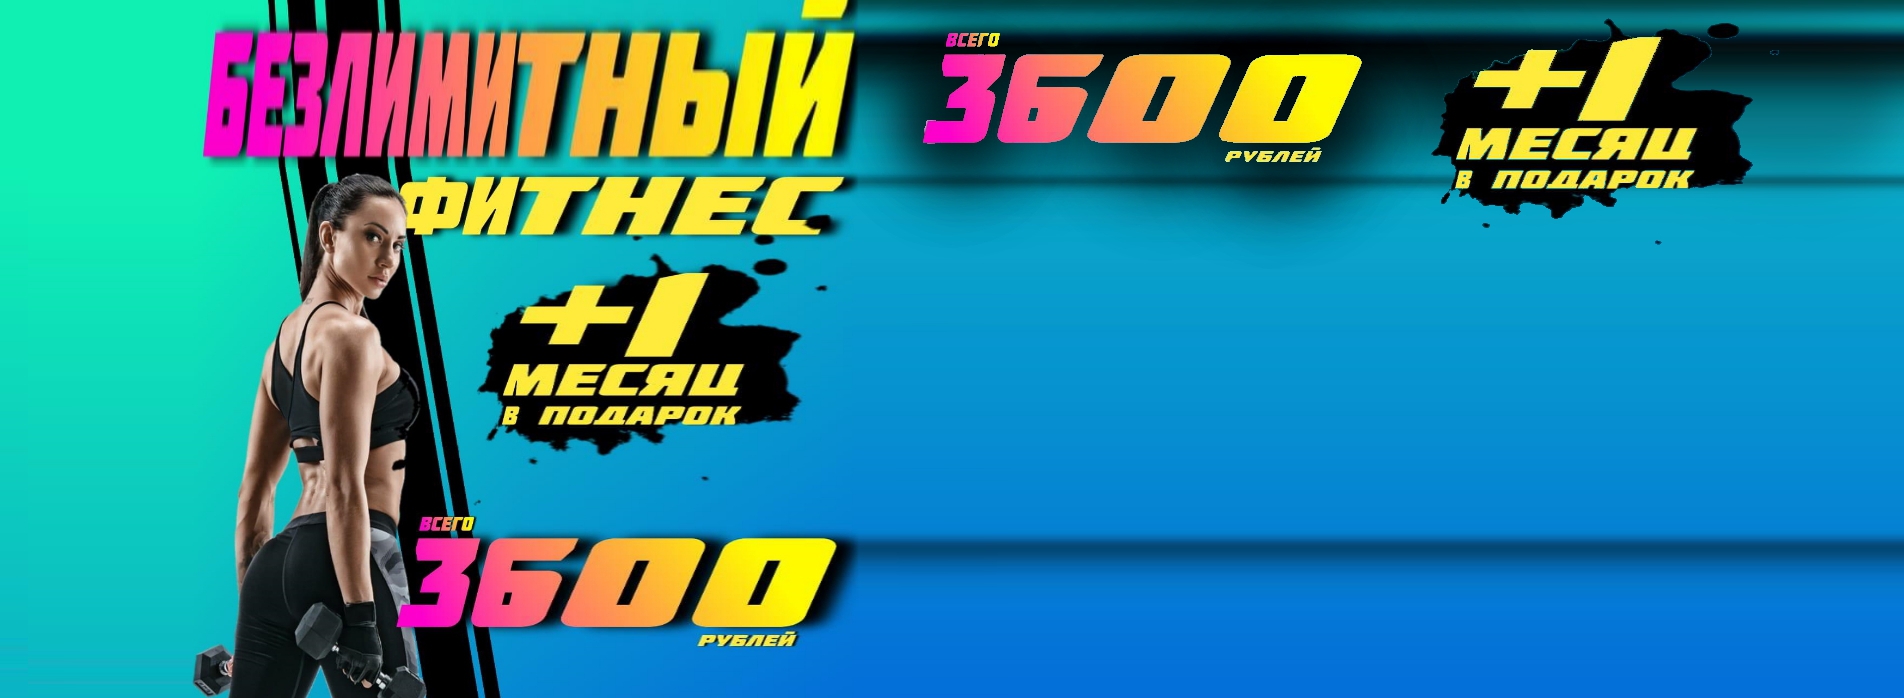 БЕЗЛИМИТНЫЙ
ФИТНЕС
+1
МЕСЯЦ
В ПОДАРОК
ВСЕГО
3600
РУБЛЕЙ
ВСЕГО
3600
РУБЛЕЙ
+1
МЕСЯЦ
В ПОДАРОК